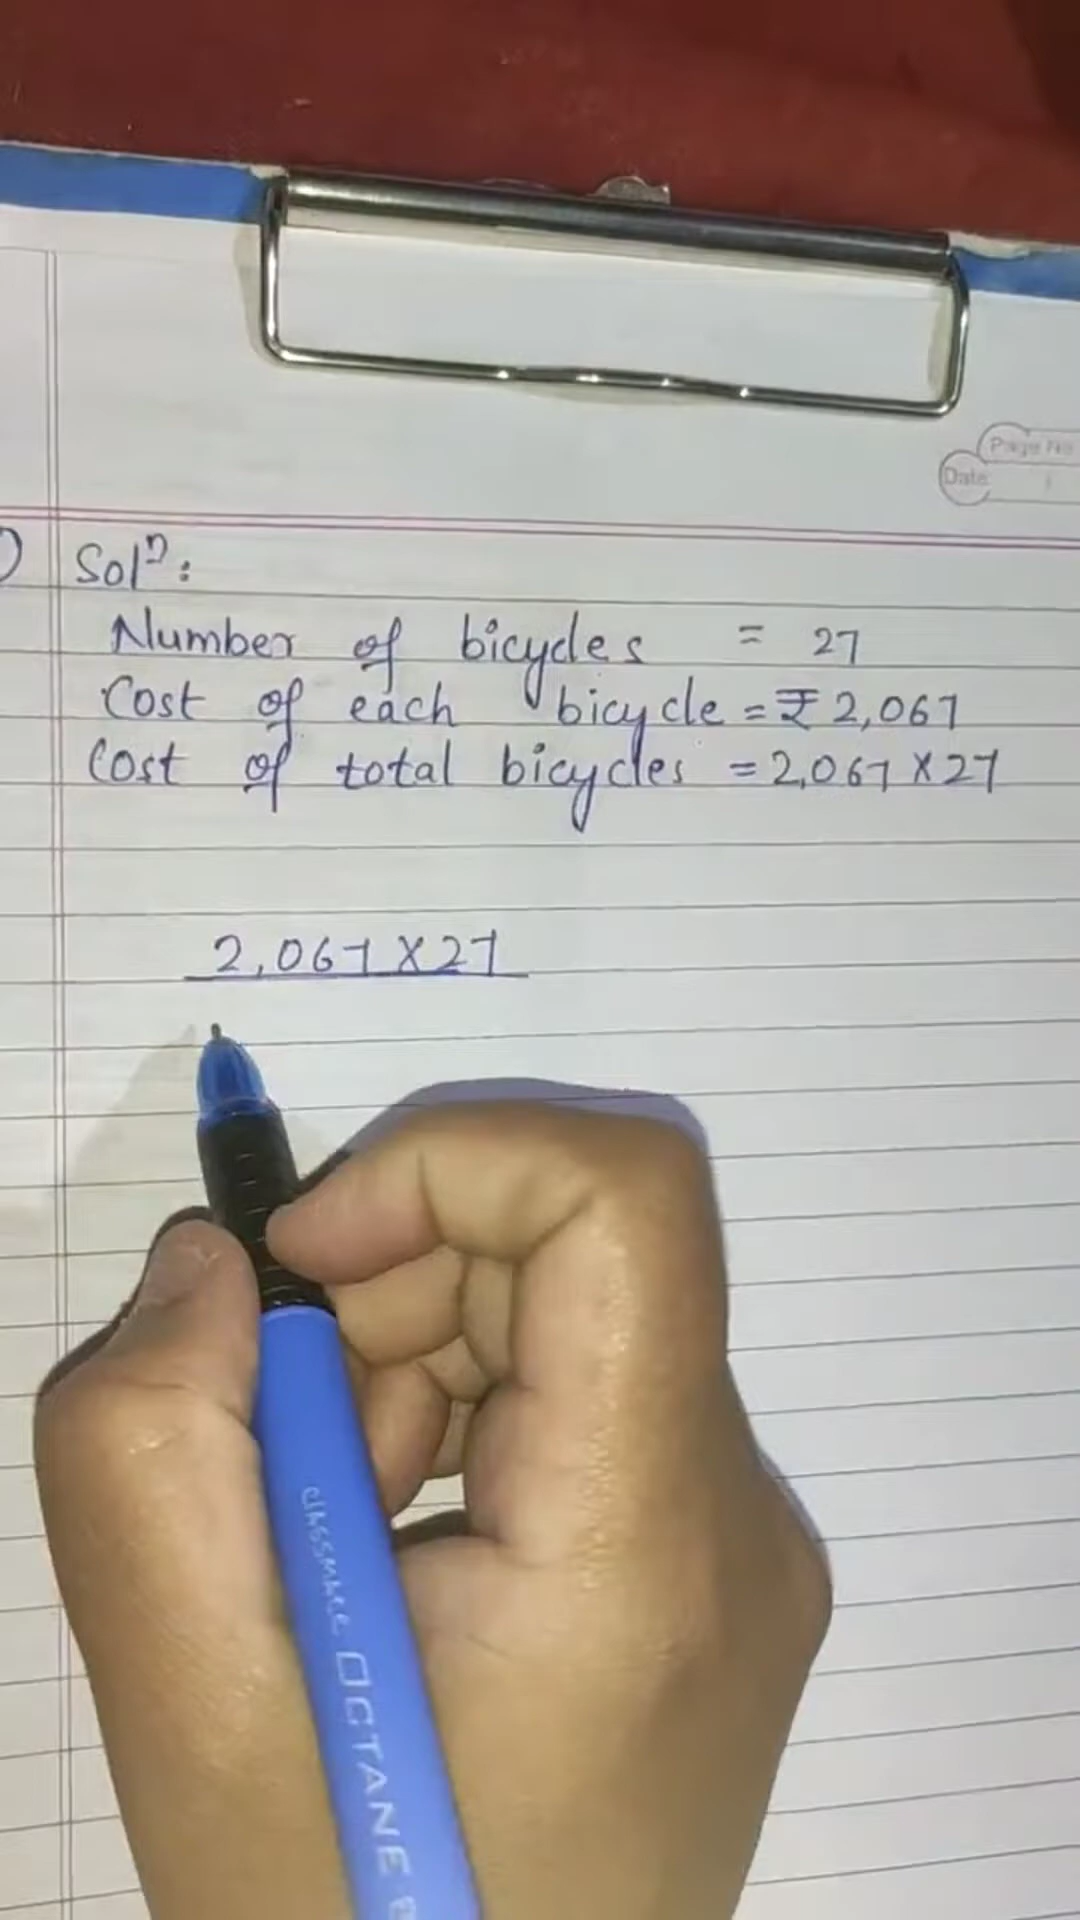 Page No
Date
Solⁿ:
Number of bicycles = 27
Cost of each bicycle = ₹ 2,067
Cost of total bicycles = 2,067 × 27
2,067 × 27
classmate OCTANE